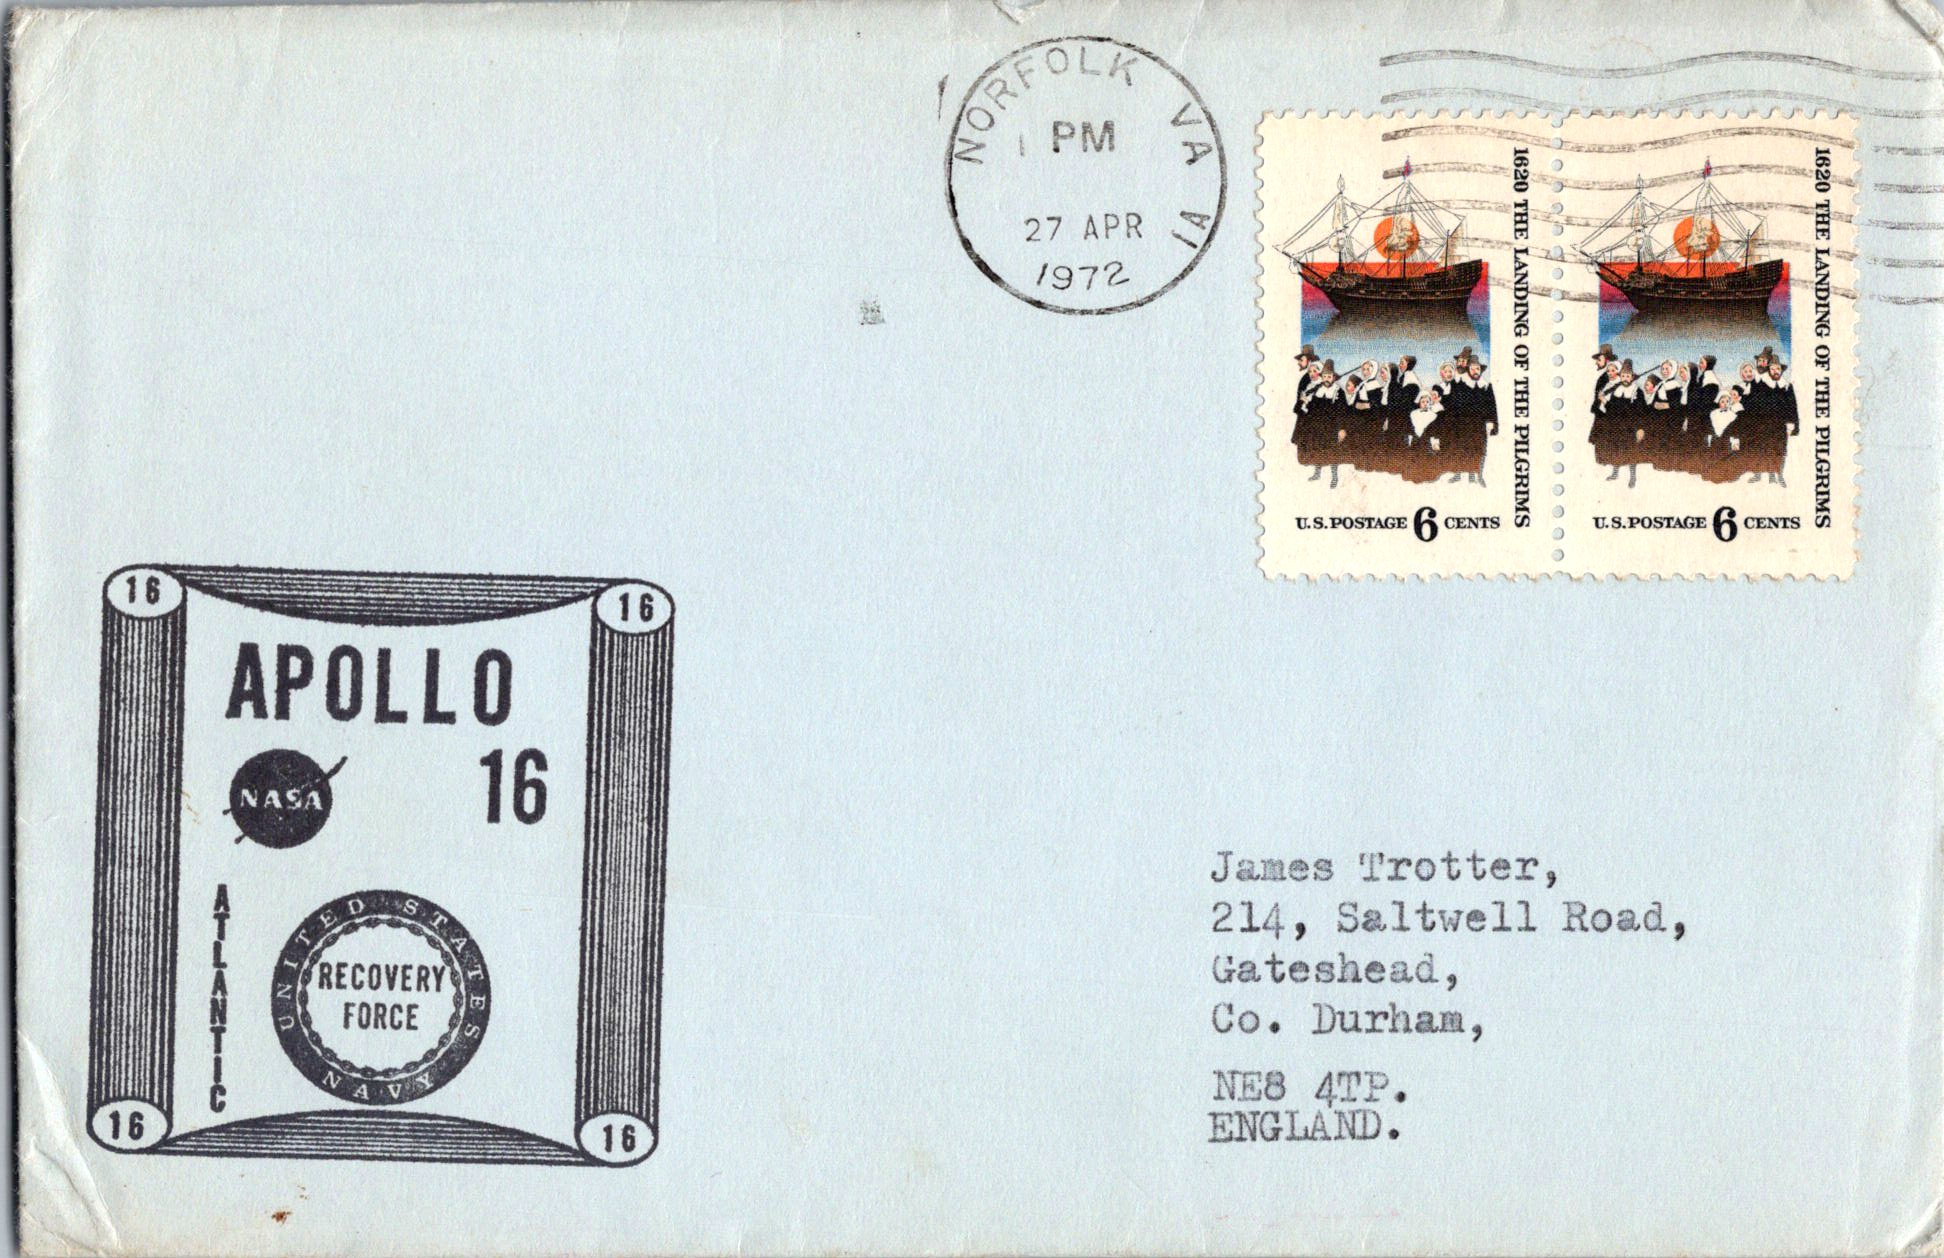 NORFOLK VA
PM
27 APR
1972
1620 THE LANDING OF THE PILGRIMS
U.S.POSTAGE 6 CENTS
1620 THE LANDING OF THE PILGRIMS
U.S.POSTAGE 6 CENTS
16
16
APOLLO
16
NASA
ATLANTIC
UNITED STATES NAVY
RECOVERY
FORCE
16
16
James Trotter,
214, Saltwell Road,
Gateshead,
Co. Durham,
NE8 4TP.
ENGLAND.